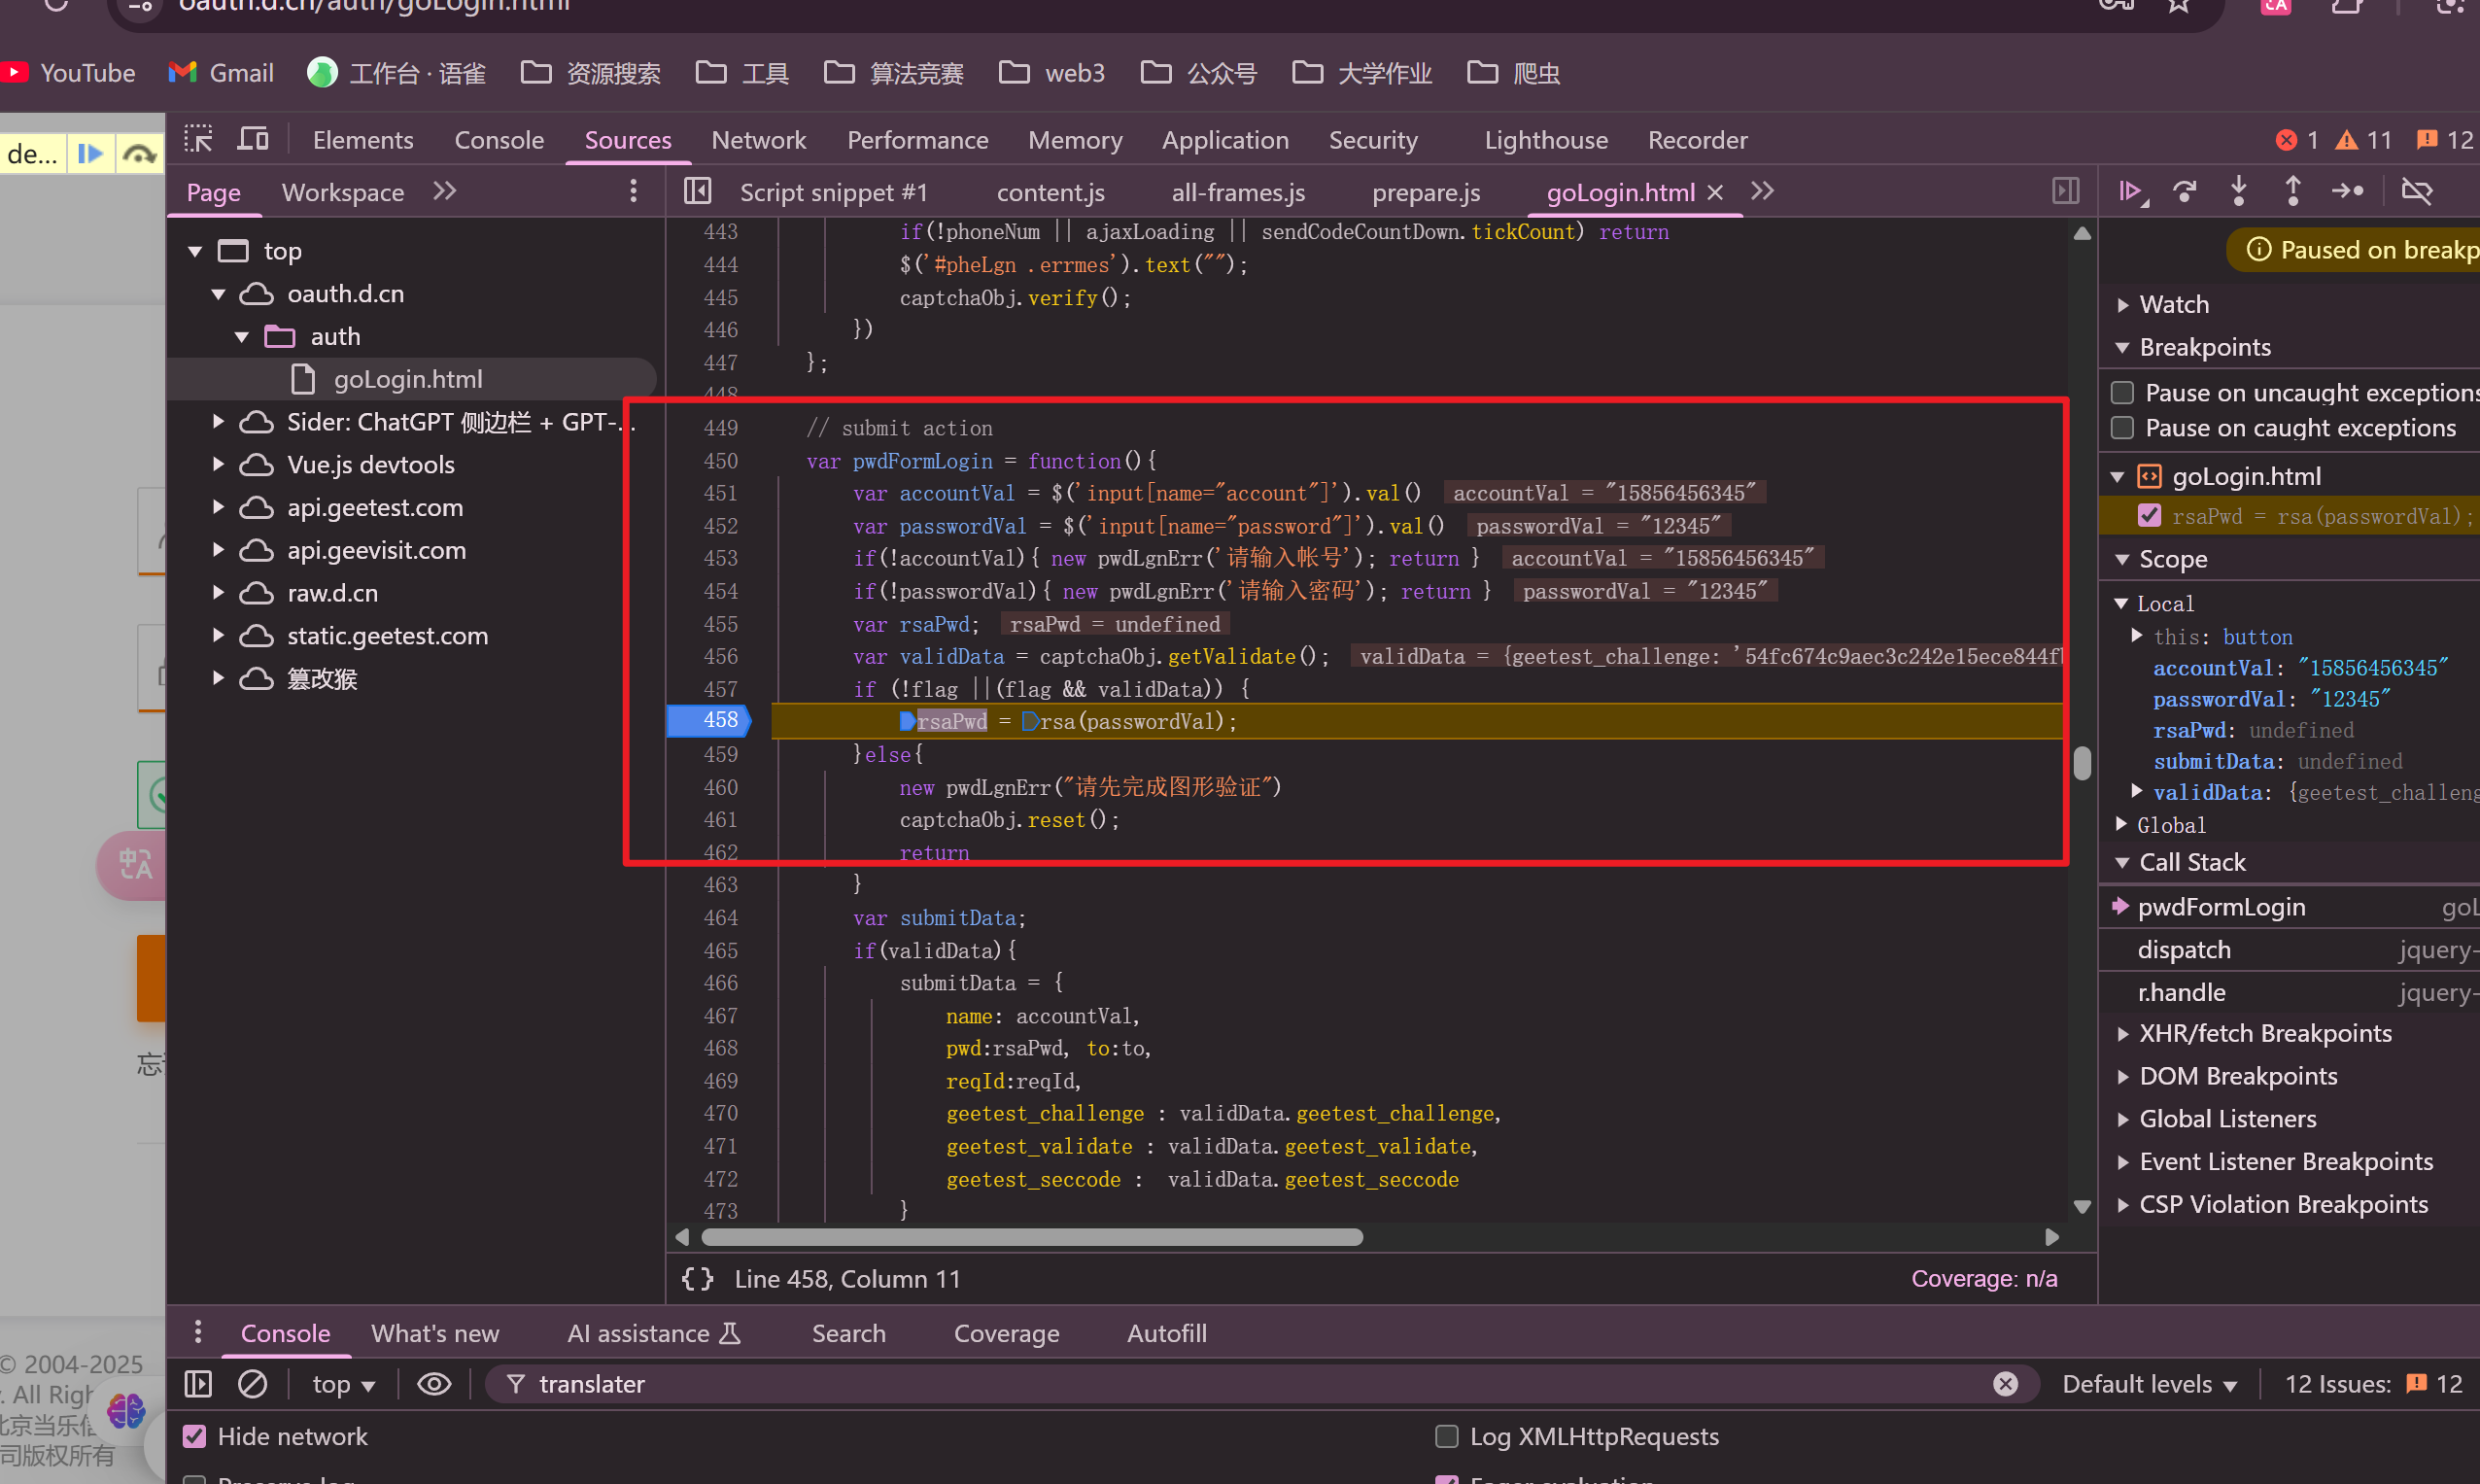 oauth.d.cn/auth/goLogin.html
YouTube Gmail 工作台 · 语雀 资源搜索 工具 算法竞赛 web3 公众号 大学作业 爬虫
de...
Elements Console Sources Network Performance Memory Application Security Lighthouse Recorder 1 11 12
Page Workspace
Script snippet #1 content.js all-frames.js prepare.js goLogin.html
top
oauth.d.cn
auth
goLogin.html
Sider: ChatGPT 侧边栏 + GPT-...
Vue.js devtools
api.geetest.com
api.geevisit.com
raw.d.cn
static.geetest.com
篡改猴
443 if(!phoneNum || ajaxLoading || sendCodeCountDown.tickCount) return
444 $('#pheLgn .errmes').text("");
445 captchaObj.verify();
446 })
447 };
448
449 // submit action
450 var pwdFormLogin = function(){
451 var accountVal = $('input[name="account"]').val() accountVal = "15856456345"
452 var passwordVal = $('input[name="password"]').val() passwordVal = "12345"
453 if(!accountVal){ new pwdLgnErr('请输入帐号'); return } accountVal = "15856456345"
454 if(!passwordVal){ new pwdLgnErr('请输入密码'); return } passwordVal = "12345"
455 var rsaPwd; rsaPwd = undefined
456 var validData = captchaObj.getValidate(); validData = {geetest_challenge: '54fc674c9aec3c242e15ece844f
457 if (!flag ||(flag && validData)) {
458 rsaPwd = rsa(passwordVal);
459 }else{
460 new pwdLgnErr("请先完成图形验证")
461 captchaObj.reset();
462 return
463 }
464 var submitData;
465 if(validData){
466 submitData = {
467 name: accountVal,
468 pwd:rsaPwd, to:to,
469 reqId:reqId,
470 geetest_challenge : validData.geetest_challenge,
471 geetest_validate : validData.geetest_validate,
472 geetest_seccode : validData.geetest_seccode
473 }
{ } Line 458, Column 11 Coverage: n/a
Paused on breakp
Watch
Breakpoints
Pause on uncaught exceptions
Pause on caught exceptions
goLogin.html
rsaPwd = rsa(passwordVal);
Scope
Local
this: button
accountVal: "15856456345"
passwordVal: "12345"
rsaPwd: undefined
submitData: undefined
validData: {geetest_challeng
Global
Call Stack
pwdFormLogin goL
dispatch jquery-
r.handle jquery-
XHR/fetch Breakpoints
DOM Breakpoints
Global Listeners
Event Listener Breakpoints
CSP Violation Breakpoints
中A
忘
© 2004-2025
. All Righ
北京当乐信
司版权所有
Console What's new AI assistance Search Coverage Autofill
top translater Default levels 12 Issues: 12
Hide network Log XMLHttpRequests
Preserve log Eager evaluation